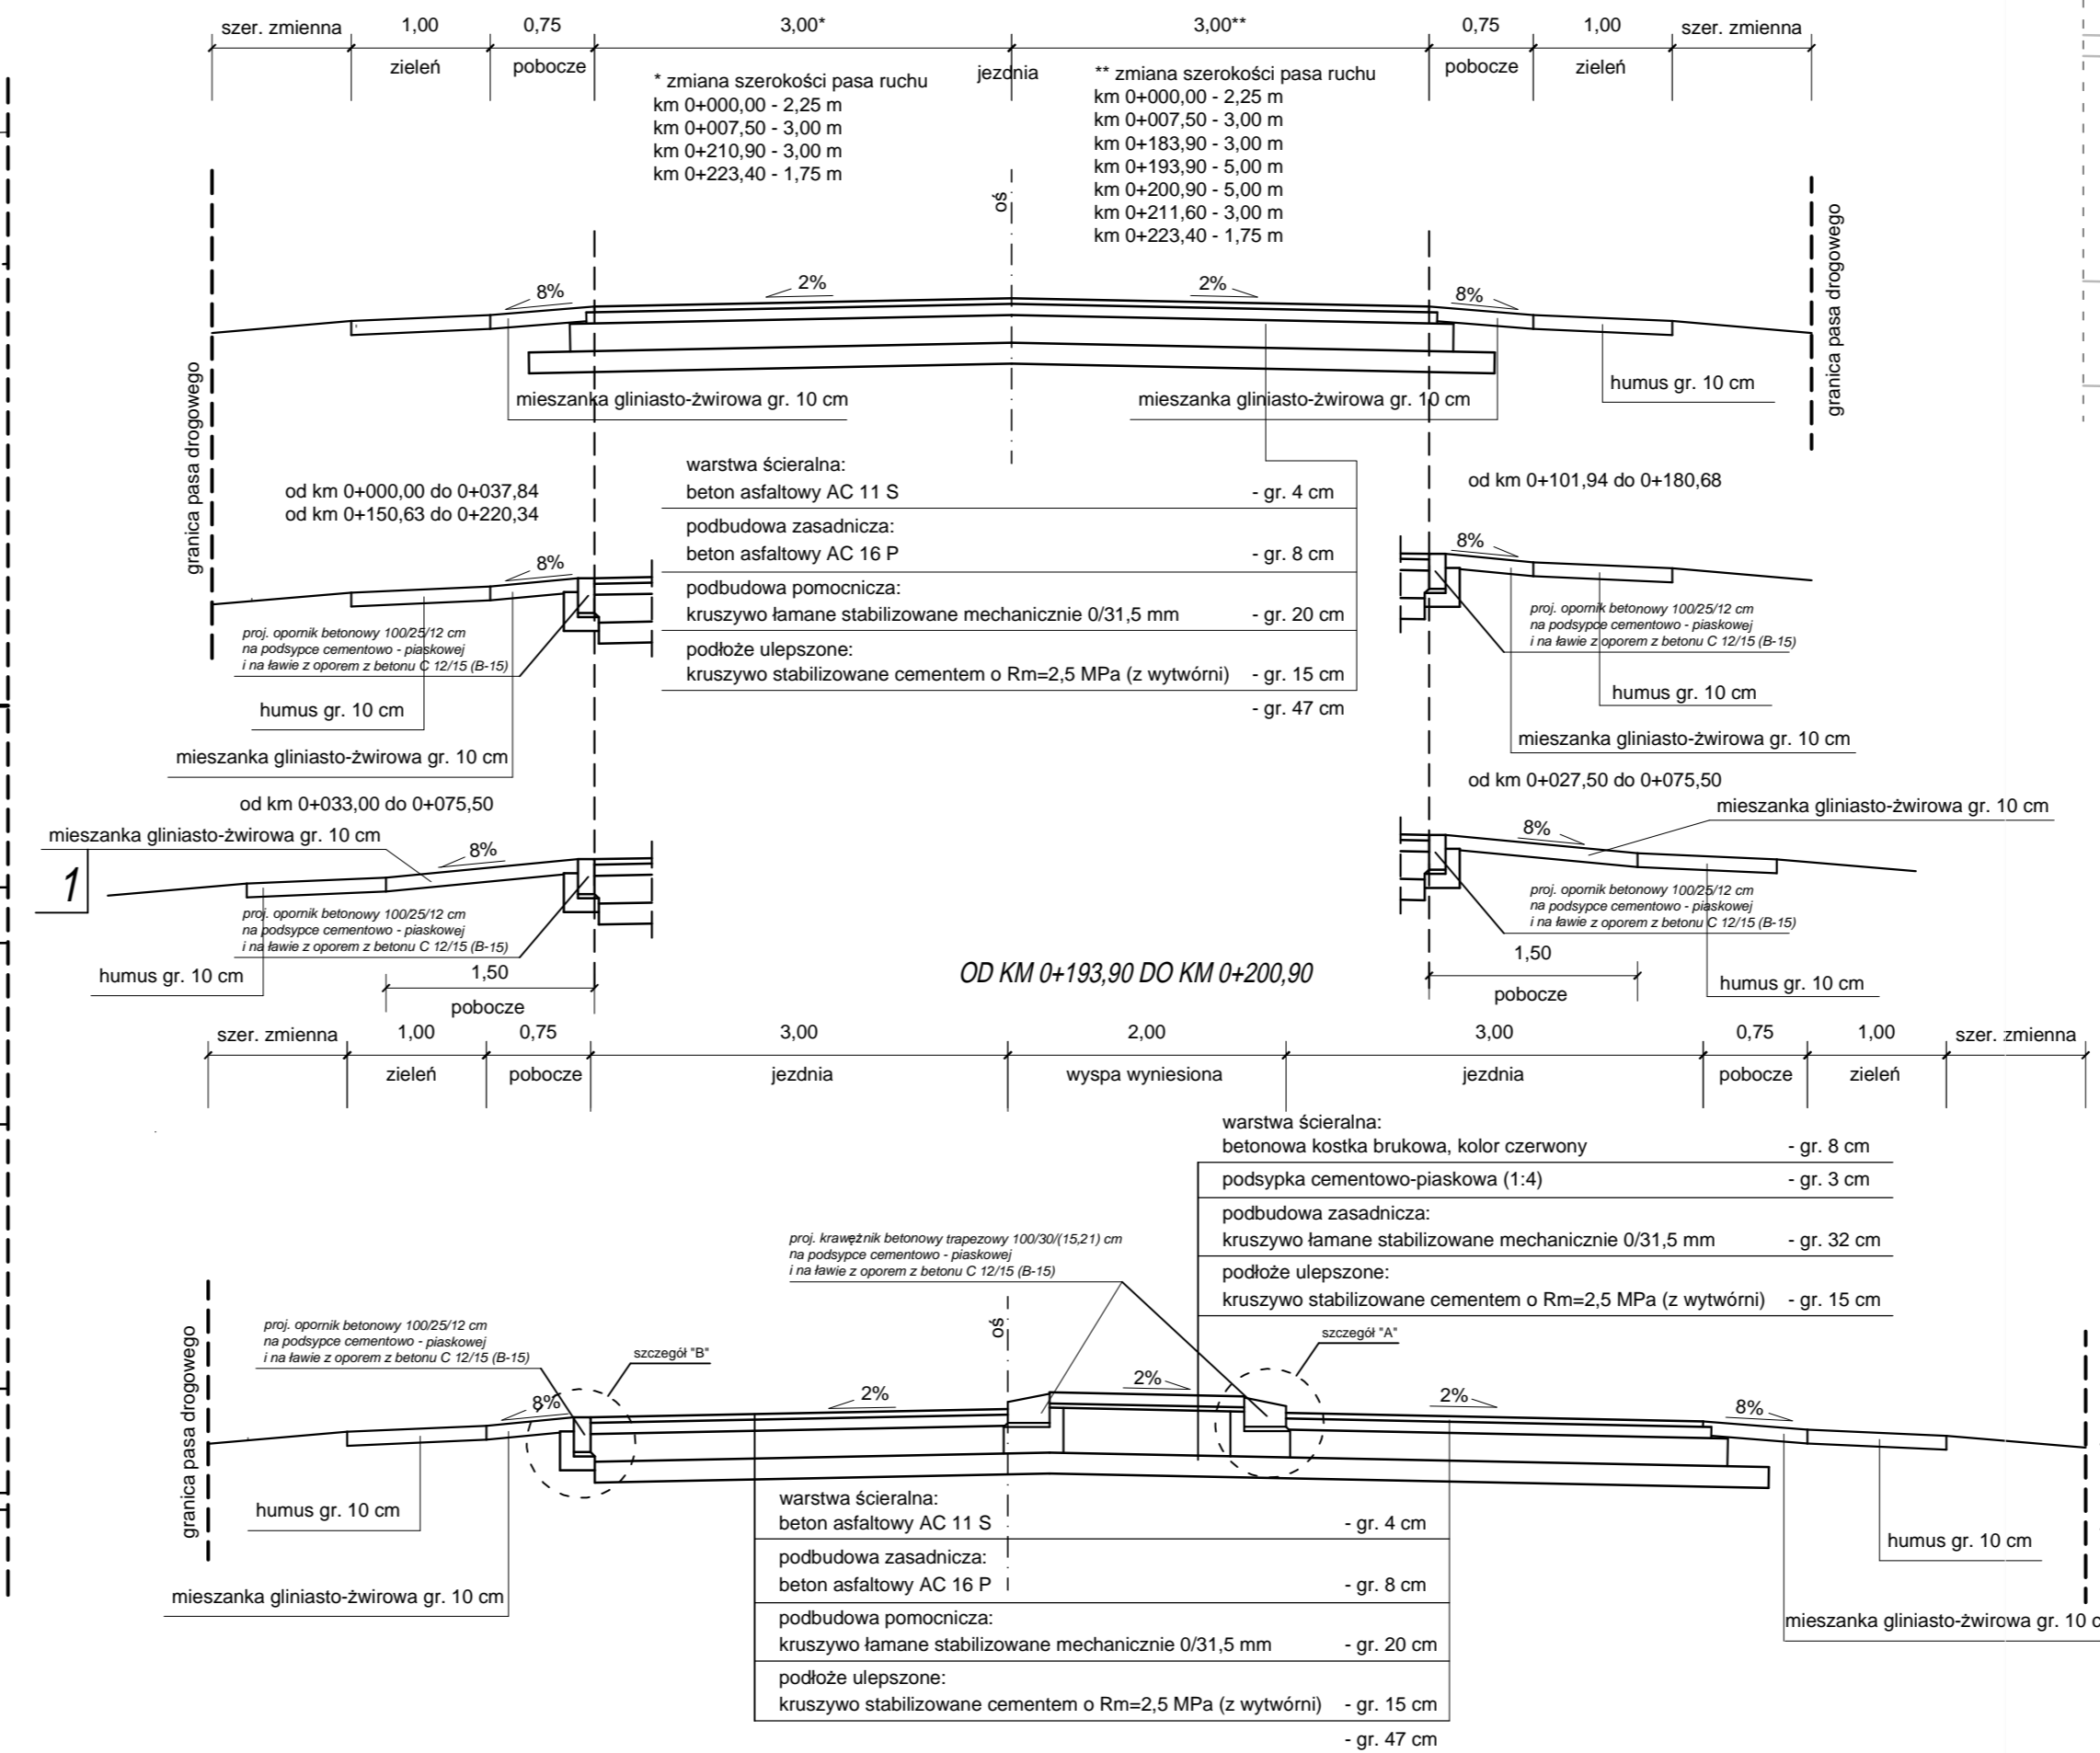 szer. zmienna 1,00 0,75 3,00* 3,00** 0,75 1,00 szer. zmienna
zieleń pobocze jezdnia pobocze zieleń
* zmiana szerokości pasa ruchu
km 0+000,00 - 2,25 m
km 0+007,50 - 3,00 m
km 0+210,90 - 3,00 m
km 0+223,40 - 1,75 m
** zmiana szerokości pasa ruchu
km 0+000,00 - 2,25 m
km 0+007,50 - 3,00 m
km 0+183,90 - 3,00 m
km 0+193,90 - 5,00 m
km 0+200,90 - 5,00 m
km 0+211,60 - 3,00 m
km 0+223,40 - 1,75 m
oś
granica pasa drogowego
granica pasa drogowego
8% 2% 2% 8%
mieszanka gliniasto-żwirowa gr. 10 cm
mieszanka gliniasto-żwirowa gr. 10 cm
humus gr. 10 cm
warstwa ścieralna:
beton asfaltowy AC 11 S - gr. 4 cm
podbudowa zasadnicza:
beton asfaltowy AC 16 P - gr. 8 cm
podbudowa pomocnicza:
kruszywo łamane stabilizowane mechanicznie 0/31,5 mm - gr. 20 cm
podłoże ulepszone:
kruszywo stabilizowane cementem o Rm=2,5 MPa (z wytwórni) - gr. 15 cm
- gr. 47 cm
od km 0+000,00 do 0+037,84
od km 0+150,63 do 0+220,34
8%
proj. opornik betonowy 100/25/12 cm
na podsypce cementowo - piaskowej
i na ławie z oporem z betonu C 12/15 (B-15)
humus gr. 10 cm
mieszanka gliniasto-żwirowa gr. 10 cm
od km 0+101,94 do 0+180,68
8%
proj. opornik betonowy 100/25/12 cm
na podsypce cementowo - piaskowej
i na ławie z oporem z betonu C 12/15 (B-15)
humus gr. 10 cm
mieszanka gliniasto-żwirowa gr. 10 cm
od km 0+033,00 do 0+075,50
mieszanka gliniasto-żwirowa gr. 10 cm
8%
1
proj. opornik betonowy 100/25/12 cm
na podsypce cementowo - piaskowej
i na ławie z oporem z betonu C 12/15 (B-15)
humus gr. 10 cm
1,50
pobocze
od km 0+027,50 do 0+075,50
mieszanka gliniasto-żwirowa gr. 10 cm
8%
proj. opornik betonowy 100/25/12 cm
na podsypce cementowo - piaskowej
i na ławie z oporem z betonu C 12/15 (B-15)
1,50
pobocze
humus gr. 10 cm
OD KM 0+193,90 DO KM 0+200,90
szer. zmienna 1,00 0,75 3,00 2,00 3,00 0,75 1,00 szer. zmienna
zieleń pobocze jezdnia wyspa wyniesiona jezdnia pobocze zieleń
warstwa ścieralna:
betonowa kostka brukowa, kolor czerwony - gr. 8 cm
podsypka cementowo-piaskowa (1:4) - gr. 3 cm
podbudowa zasadnicza:
kruszywo łamane stabilizowane mechanicznie 0/31,5 mm - gr. 32 cm
podłoże ulepszone:
kruszywo stabilizowane cementem o Rm=2,5 MPa (z wytwórni) - gr. 15 cm
proj. krawężnik betonowy trapezowy 100/30/(15,21) cm
na podsypce cementowo - piaskowej
i na ławie z oporem z betonu C 12/15 (B-15)
proj. opornik betonowy 100/25/12 cm
na podsypce cementowo - piaskowej
i na ławie z oporem z betonu C 12/15 (B-15)
szczegół "B"
oś
szczegół "A"
granica pasa drogowego
8% 2% 2% 2% 8%
humus gr. 10 cm
mieszanka gliniasto-żwirowa gr. 10 cm
warstwa ścieralna:
beton asfaltowy AC 11 S - gr. 4 cm
podbudowa zasadnicza:
beton asfaltowy AC 16 P - gr. 8 cm
podbudowa pomocnicza:
kruszywo łamane stabilizowane mechanicznie 0/31,5 mm - gr. 20 cm
podłoże ulepszone:
kruszywo stabilizowane cementem o Rm=2,5 MPa (z wytwórni) - gr. 15 cm
- gr. 47 cm
humus gr. 10 cm
mieszanka gliniasto-żwirowa gr. 10 c